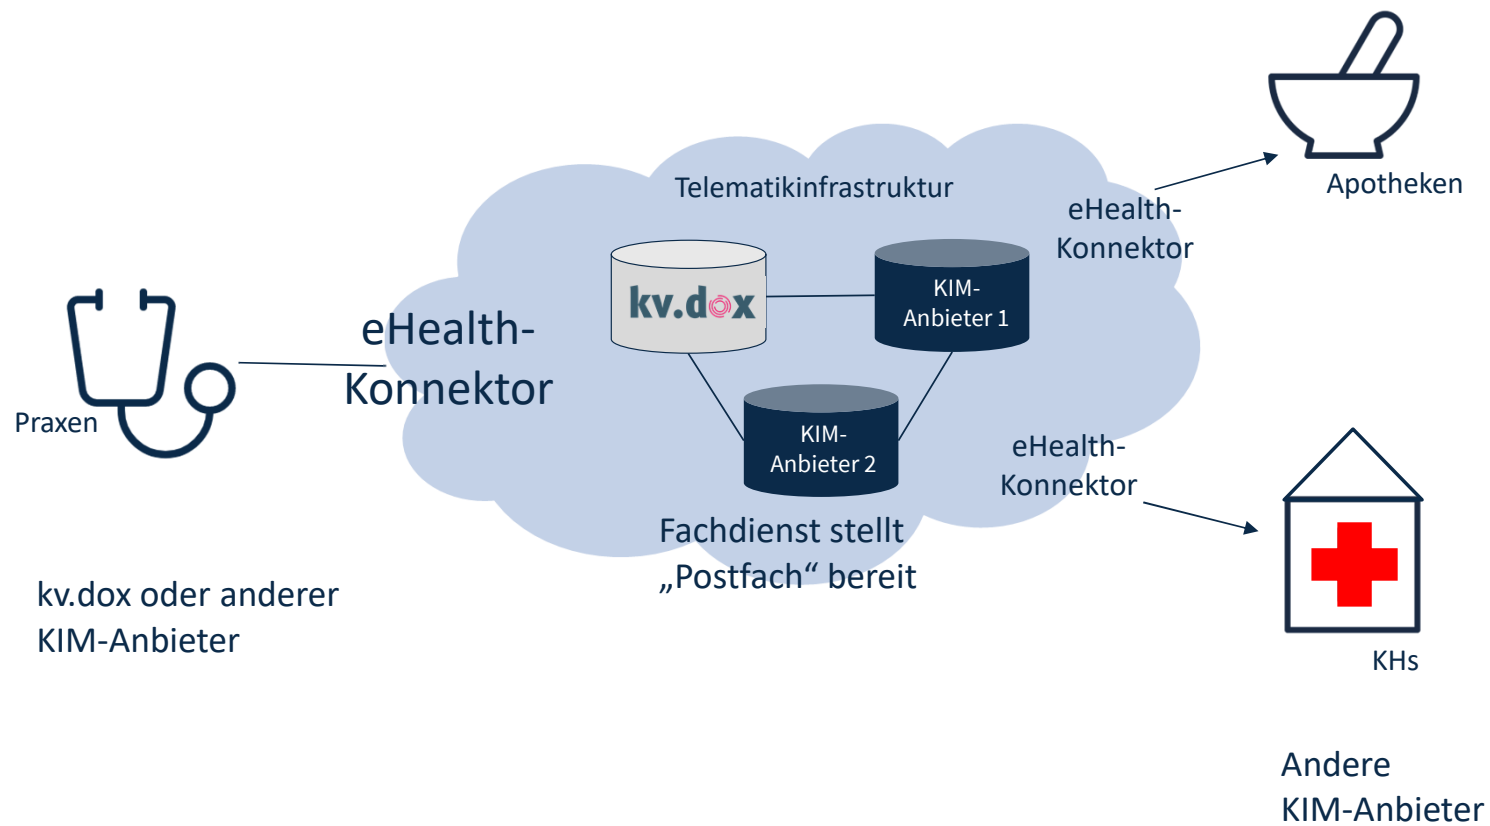 Telematikinfrastruktur
Apotheken
eHealth-
Konnektor
kv.dox
KIM-
Anbieter 1
eHealth-
Konnektor
Praxen
KIM-
Anbieter 2
eHealth-
Konnektor
Fachdienst stellt
„Postfach“ bereit
kv.dox oder anderer
KIM-Anbieter
KHs
Andere
KIM-Anbieter